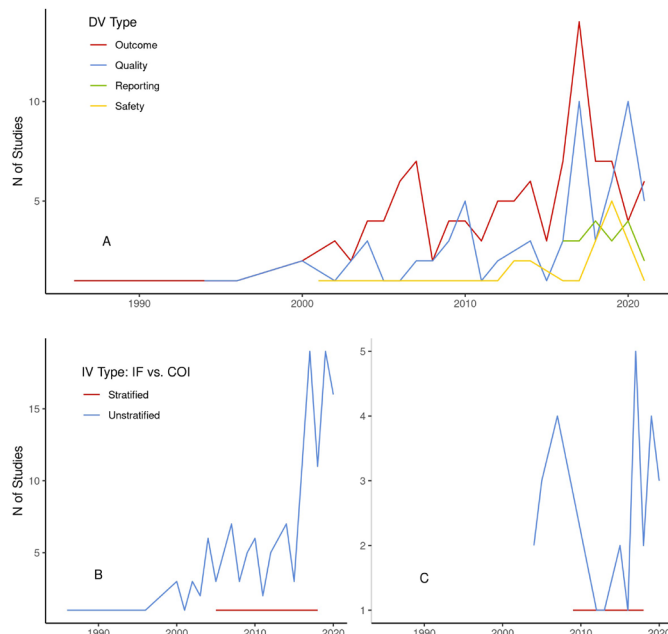 DV Type
Outcome
Quality
Reporting
Safety
N of Studies
10
5
A
1990
2000
2010
2020
IV Type: IF vs. COI
Stratified
Unstratified
N of Studies
15
10
5
B
1990
2000
2010
2020
5
4
3
2
1
C
1990
2000
2010
2020